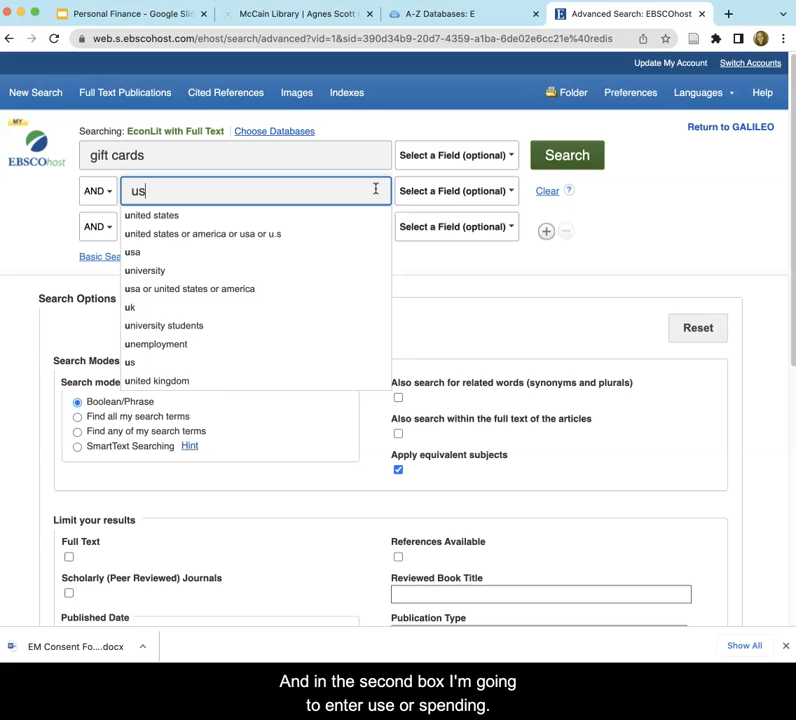 Personal Finance - Google Slid
McCain Library | Agnes Scott
A-Z Databases: E
Advanced Search: EBSCOhost
web.s.ebscohost.com/ehost/search/advanced?vid=1&sid=390d34b9-20d7-4359-a1ba-6de02e6cc21e%40redis
Update My Account Switch Accounts
New Search Full Text Publications Cited References Images Indexes Folder Preferences Languages Help
MY
EBSCOhost
Searching: EconLit with Full Text Choose Databases
Return to GALILEO
gift cards Select a Field (optional) Search
AND us Select a Field (optional) Clear ?
AND Select a Field (optional)
united states
united states or america or usa or u.s
usa
university
usa or united states or america
uk
university students
unemployment
us
united kingdom
Basic Sea
Search Options
Reset
Search Modes
Search mode
Boolean/Phrase
Find all my search terms
Find any of my search terms
SmartText Searching Hint
Also search for related words (synonyms and plurals)
Also search within the full text of the articles
Apply equivalent subjects
Limit your results
Full Text
References Available
Scholarly (Peer Reviewed) Journals
Reviewed Book Title
Published Date
Publication Type
EM Consent Fo....docx
Show All
And in the second box I'm going
to enter use or spending.